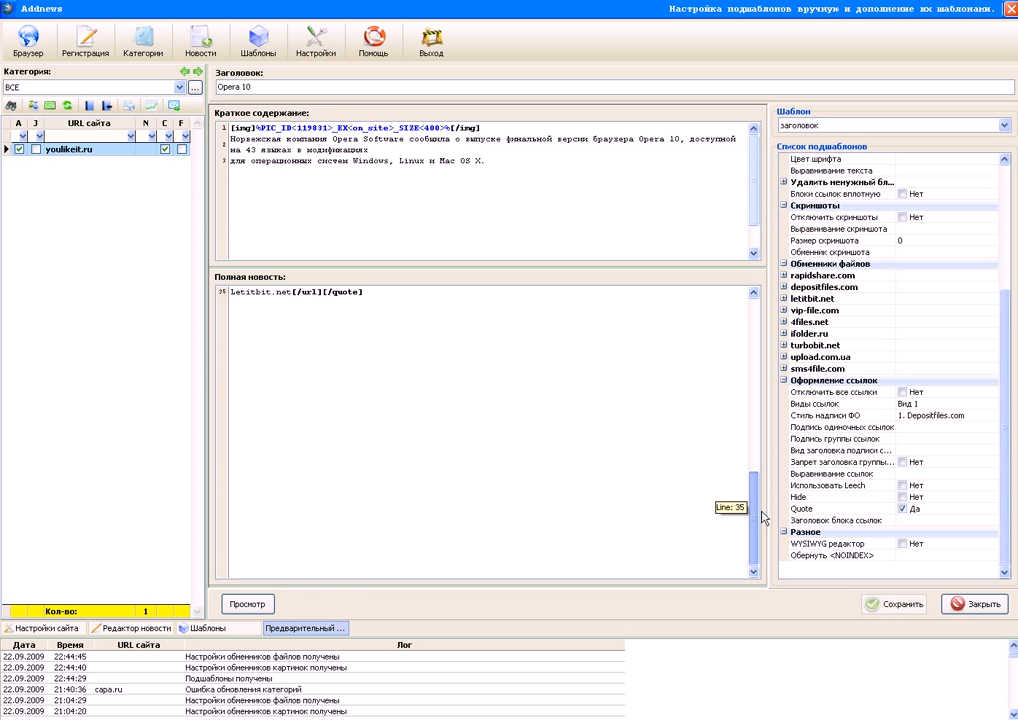 Addnews
Настройка подшаблонов вручную и дополнение их шаблонами.
Браузер
Регистрация
Категории
Новости
Шаблоны
Настройки
Помощь
Выход
Категория:
ВСЕ
...
A J URL сайта N C F
youlikeit.ru
Кол-во: 1
Заголовок:
Opera 10
Краткое содержание:
1 [img]%PIC_ID<119831>_EX<on_site>_SIZE<400>%[/img]
2 Норвежская компания Opera Software сообщила о выпуске финальной версии браузера Opera 10, доступной
на 43 языках в модификациях
3 для операционных систем Windows, Linux и Mac OS X.
Полная новость:
35 Letitbit.net[/url][/quote]
Line: 35
Шаблон
заголовок
Список подшаблонов
Цвет шрифта
Выравнивание текста
Удалить ненужный бл...
Блоки ссылок вплотную Нет
Скриншоты
Отключить скриншоты Нет
Выравнивание скриншота
Размер скриншота 0
Обменник скриншота
Обменники файлов
rapidshare.com
depositfiles.com
letitbit.net
vip-file.com
4files.net
ifolder.ru
turbobit.net
upload.com.ua
sms4file.com
Оформление ссылок
Отключить все ссылки Нет
Виды ссылок Вид 1
Стиль надписи ФО 1. Depositfiles.com
Подпись одиночных ссылок
Подпись группы ссылок
Вид заголовка подписи с...
Запрет заголовка группы... Нет
Выравнивание ссылок
Использовать Leech Нет
Hide Нет
Quote Да
Заголовок блока ссылок
Разное
WYSIWYG редактор Нет
Обернуть <NOINDEX>
Просмотр
Сохранить
Закрыть
Настройки сайта
Редактор новости
Шаблоны
Предварительный ...
Дата Время URL сайта Лог
22.09.2009 22:44:45 Настройки обменников файлов получены
22.09.2009 22:44:40 Настройки обменников картинок получены
22.09.2009 22:44:29 Подшаблоны получены
22.09.2009 21:40:36 capa.ru Ошибка обновления категорий
22.09.2009 21:04:29 Настройки обменников файлов получены
22.09.2009 21:04:20 Настройки обменников картинок получены